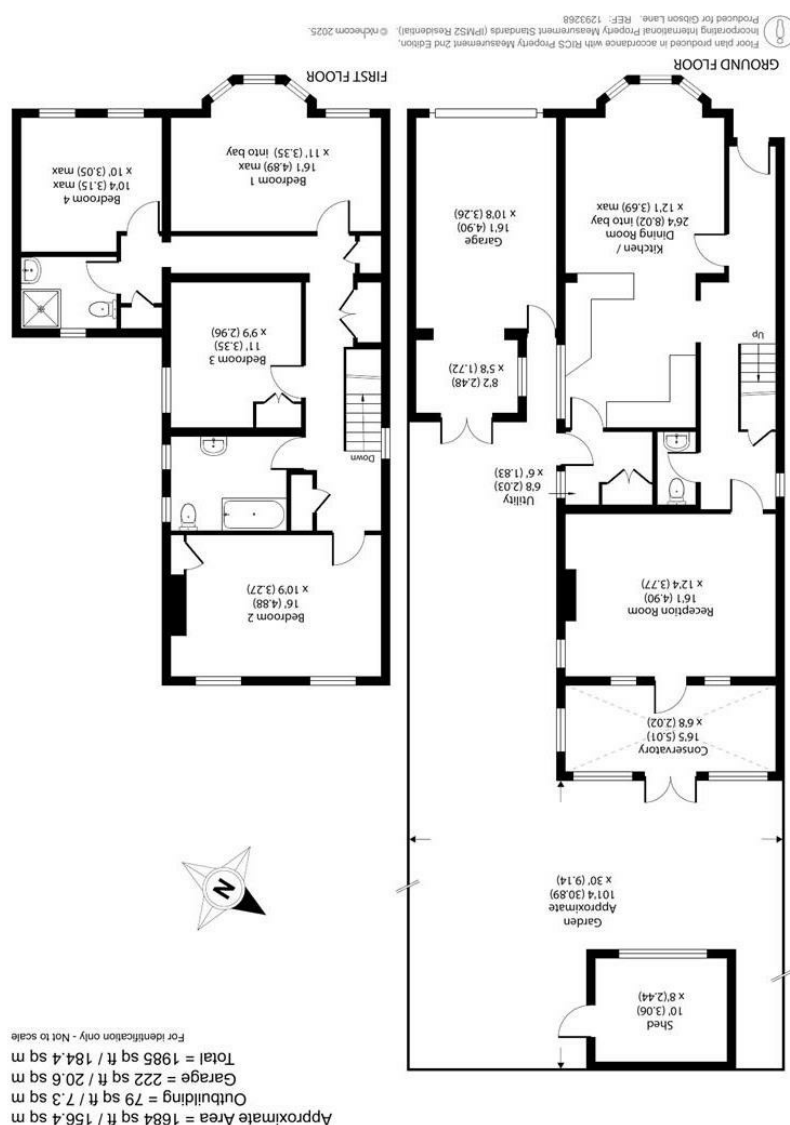 Approximate Area = 1684 sq ft / 156.4 sq m
Outbuilding = 79 sq ft / 7.3 sq m
Garage = 222 sq ft / 20.6 sq m
Total = 1985 sq ft / 184.4 sq m
For identification only - Not to scale
Shed
10' (3.06)
x 8' (2.44)
Garden
Approximate
101'4 (30.89)
x 30' (9.14)
N
Conservatory
16'5 (5.01)
x 6'8 (2.02)
Reception Room
16'1 (4.90)
x 12'4 (3.77)
Utility
6'8 (2.03)
x 6' (1.83)
8'2 (2.48)
x 5'8 (1.72)
Up
Kitchen /
Dining Room
26'4 (8.02) into bay
x 12'1 (3.69) max
Garage
16'1 (4.90)
x 10'8 (3.26)
GROUND FLOOR
Bedroom 2
16' (4.88)
x 10'9 (3.27)
Down
Bedroom 3
11' (3.35)
x 9'9 (2.96)
Bedroom 1
16'1 (4.89) max
x 11' (3.35) into bay
Bedroom 4
10'4 (3.15) max
x 10' (3.05) max
FIRST FLOOR
Floor plan produced in accordance with RICS Property Measurement 2nd Edition,
Incorporating International Property Measurement Standards (IPMS2 Residential). © nichecom 2025.
Produced for Gibson Lane. REF: 1293268